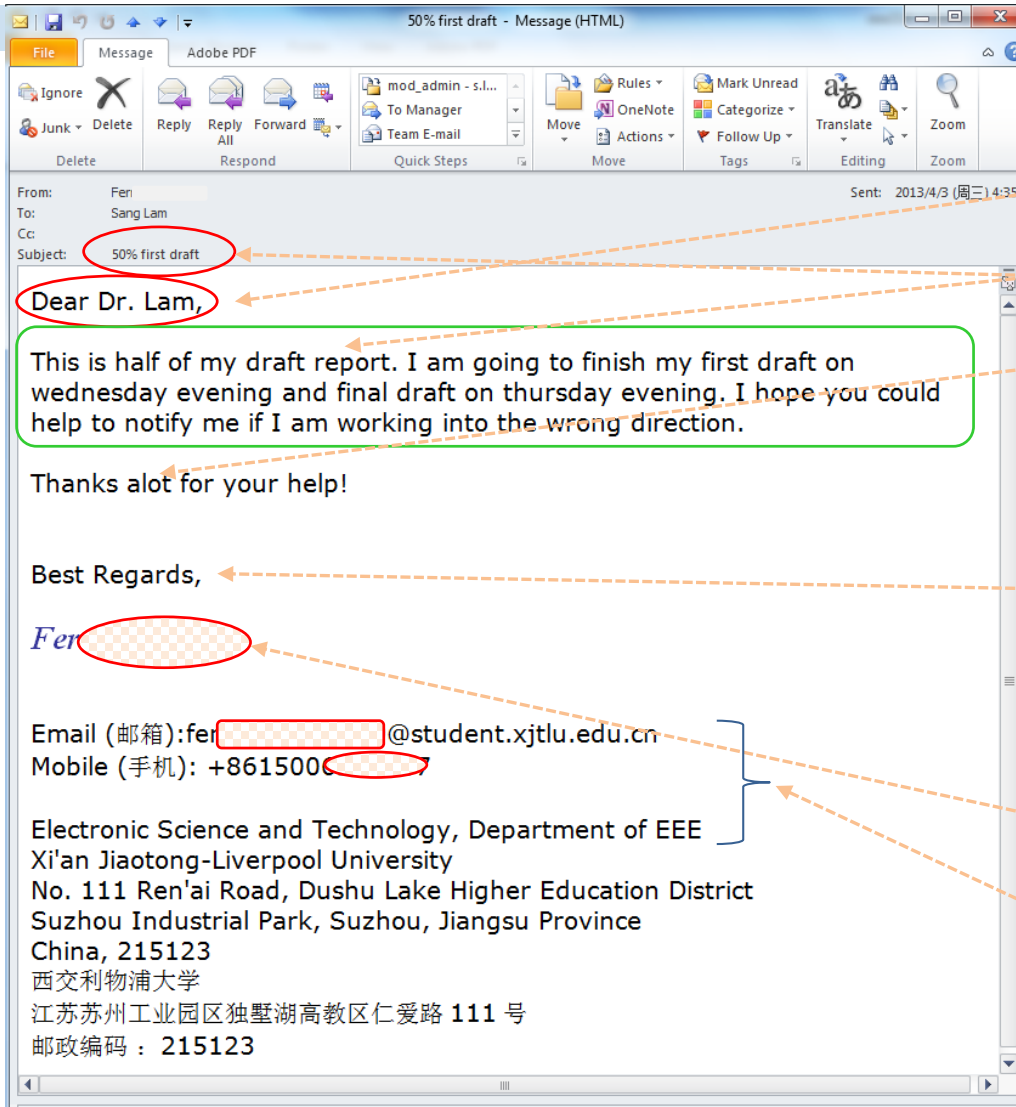 50% first draft - Message (HTML)
File Message Adobe PDF
Ignore
Junk
Delete
Reply
Reply All
Forward
mod_admin - s.l...
To Manager
Team E-mail
Move
Rules
OneNote
Actions
Mark Unread
Categorize
Follow Up
Translate
Zoom
Delete Respond Quick Steps Move Tags Editing Zoom
From: Fer
Sent: 2013/4/3 (周三) 4:35
To: Sang Lam
Cc:
Subject: 50% first draft
Dear Dr. Lam,
This is half of my draft report. I am going to finish my first draft on
wednesday evening and final draft on thursday evening. I hope you could
help to notify me if I am working into the wrong direction.
Thanks alot for your help!
Best Regards,
Fer
Email (邮箱):fer @student.xjtlu.edu.cn
Mobile (手机): +8615006 7
Electronic Science and Technology, Department of EEE
Xi'an Jiaotong-Liverpool University
No. 111 Ren'ai Road, Dushu Lake Higher Education District
Suzhou Industrial Park, Suzhou, Jiangsu Province
China, 215123
西交利物浦大学
江苏苏州工业园区独墅湖高教区仁爱路 111 号
邮政编码 ：215123